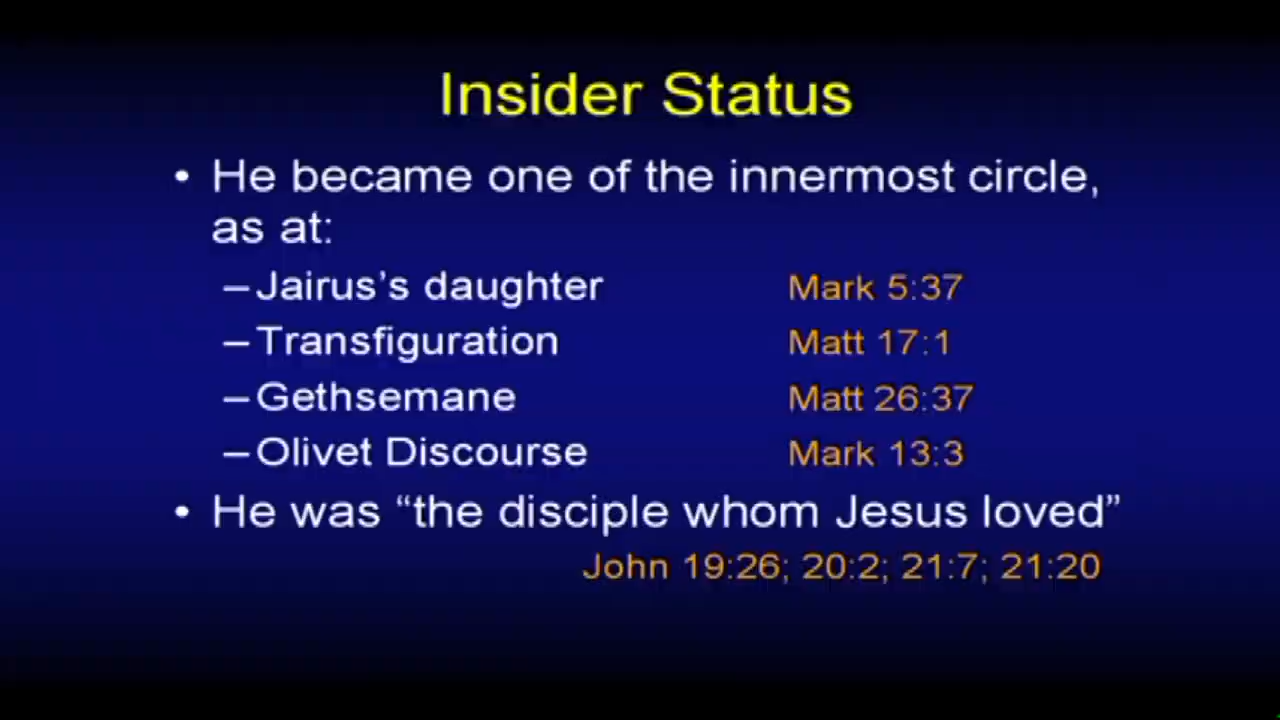 Insider Status
• He became one of the innermost circle,
as at:
–Jairus’s daughter Mark 5:37
–Transfiguration Matt 17:1
–Gethsemane Matt 26:37
–Olivet Discourse Mark 13:3
• He was “the disciple whom Jesus loved”
John 19:26; 20:2; 21:7; 21:20